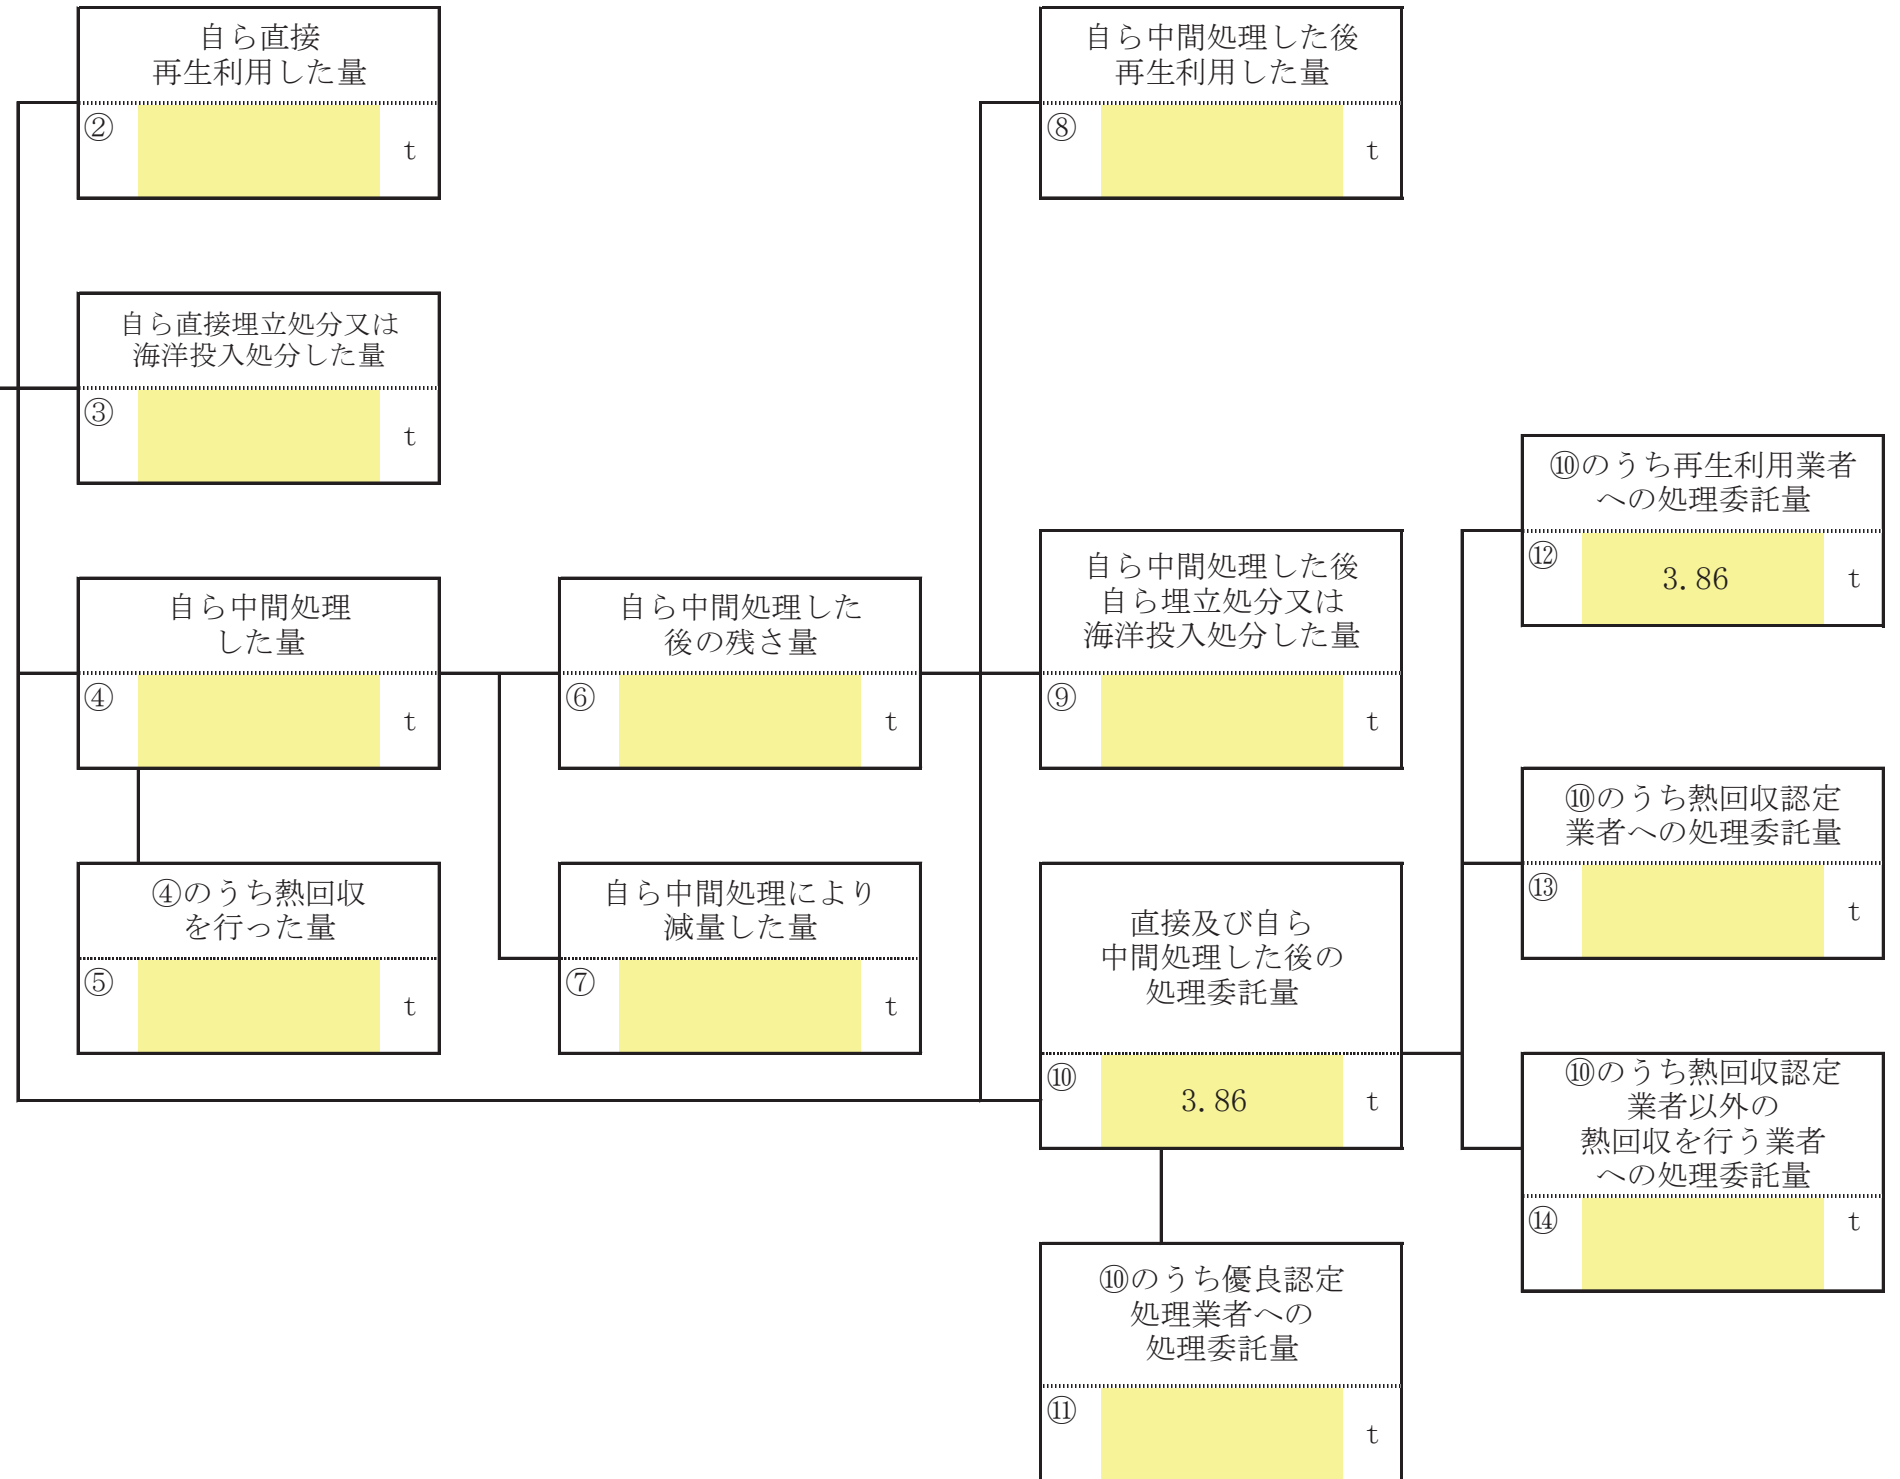 自ら直接
再生利用した量
②
t
自ら直接埋立処分又は
海洋投入処分した量
③
t
自ら中間処理
した量
④
t
④のうち熱回収
を行った量
⑤
t
自ら中間処理した
後の残さ量
⑥
t
自ら中間処理により
減量した量
⑦
t
自ら中間処理した後
再生利用した量
⑧
t
自ら中間処理した後
自ら埋立処分又は
海洋投入処分した量
⑨
t
直接及び自ら
中間処理した後の
処理委託量
⑩ 3.86 t
⑩のうち優良認定
処理業者への
処理委託量
⑪
t
⑩のうち再生利用業者
への処理委託量
⑫ 3.86 t
⑩のうち熱回収認定
業者への処理委託量
⑬
t
⑩のうち熱回収認定
業者以外の
熱回収を行う業者
への処理委託量
⑭ t